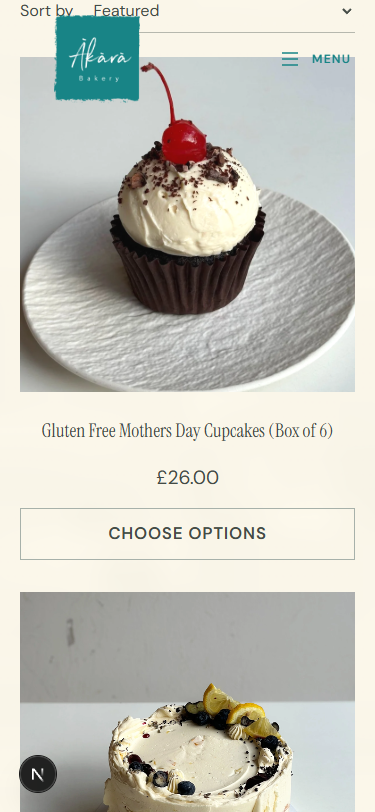 Sort by Featured
Àkàrà
Bakery
MENU
Gluten Free Mothers Day Cupcakes (Box of 6)
£26.00
CHOOSE OPTIONS
N